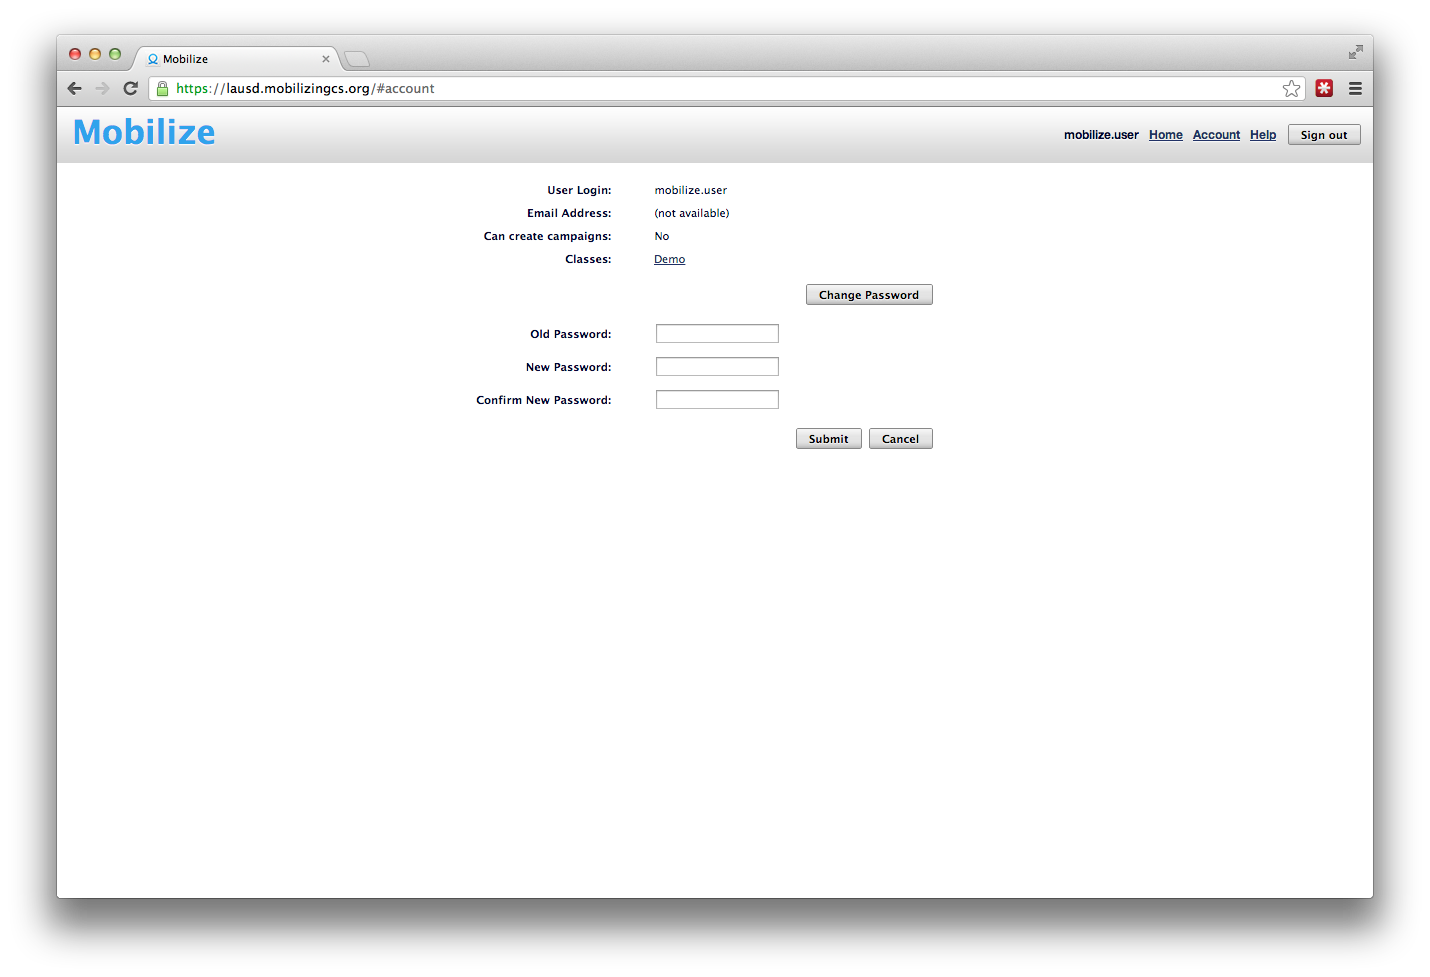 Mobilize
https://lausd.mobilizingcs.org/#account
Mobilize
mobilize.user Home Account Help Sign out
User Login: mobilize.user
Email Address: (not available)
Can create campaigns: No
Classes: Demo
Change Password
Old Password:
New Password:
Confirm New Password:
Submit Cancel